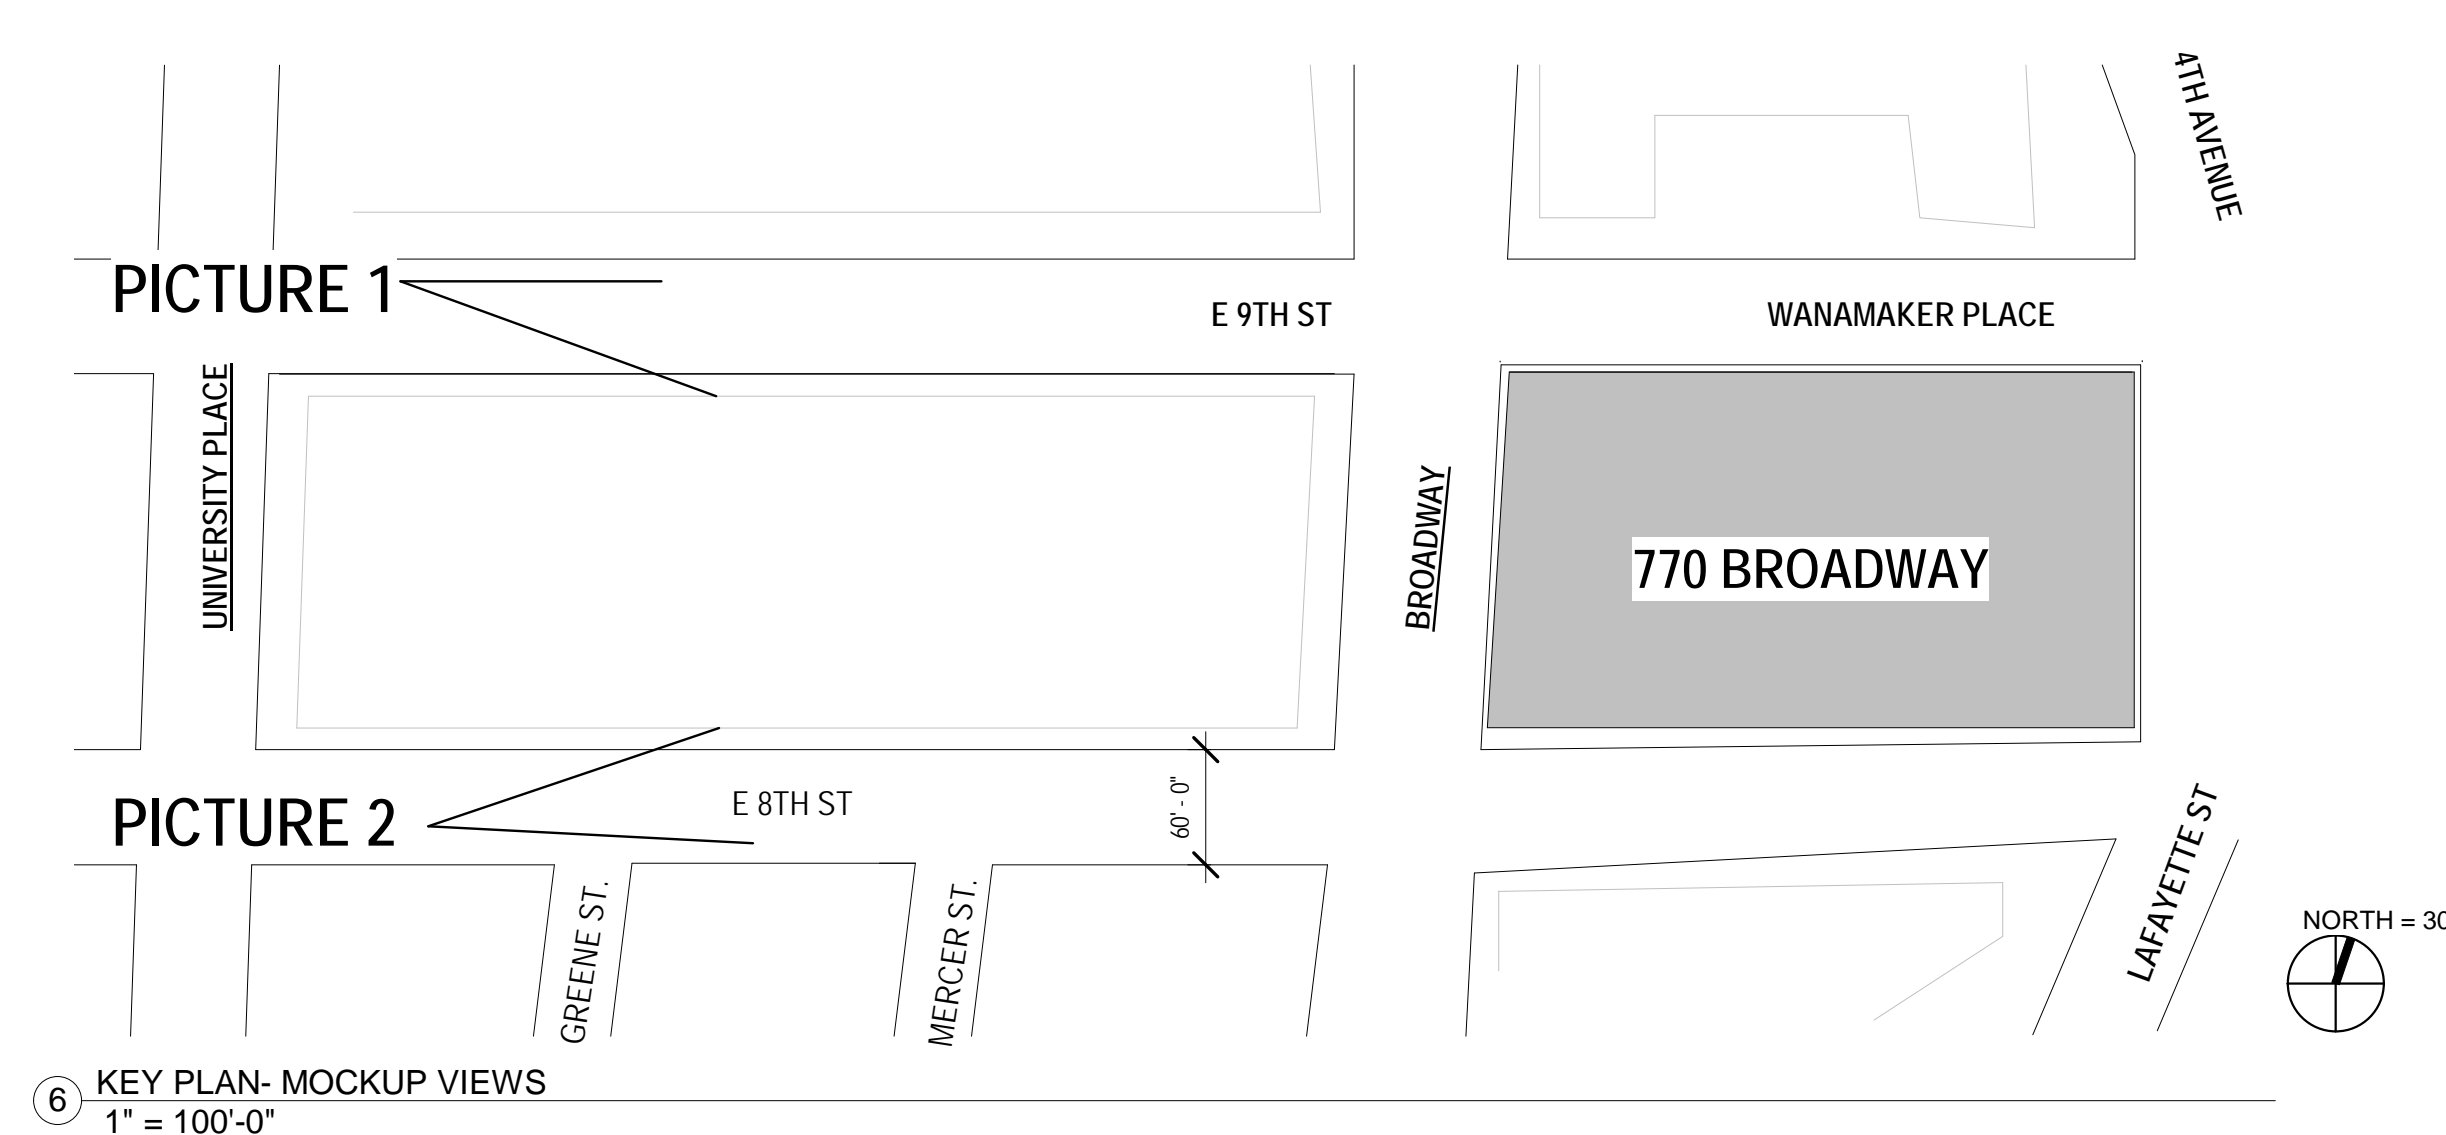 4TH AVENUE
PICTURE 1
E 9TH ST
WANAMAKER PLACE
UNIVERSITY PLACE
BROADWAY
770 BROADWAY
PICTURE 2
E 8TH ST
60' - 0"
GREENE ST.
MERCER ST.
LAFAYETTE ST
NORTH = 30
6
KEY PLAN- MOCKUP VIEWS
1" = 100'-0"